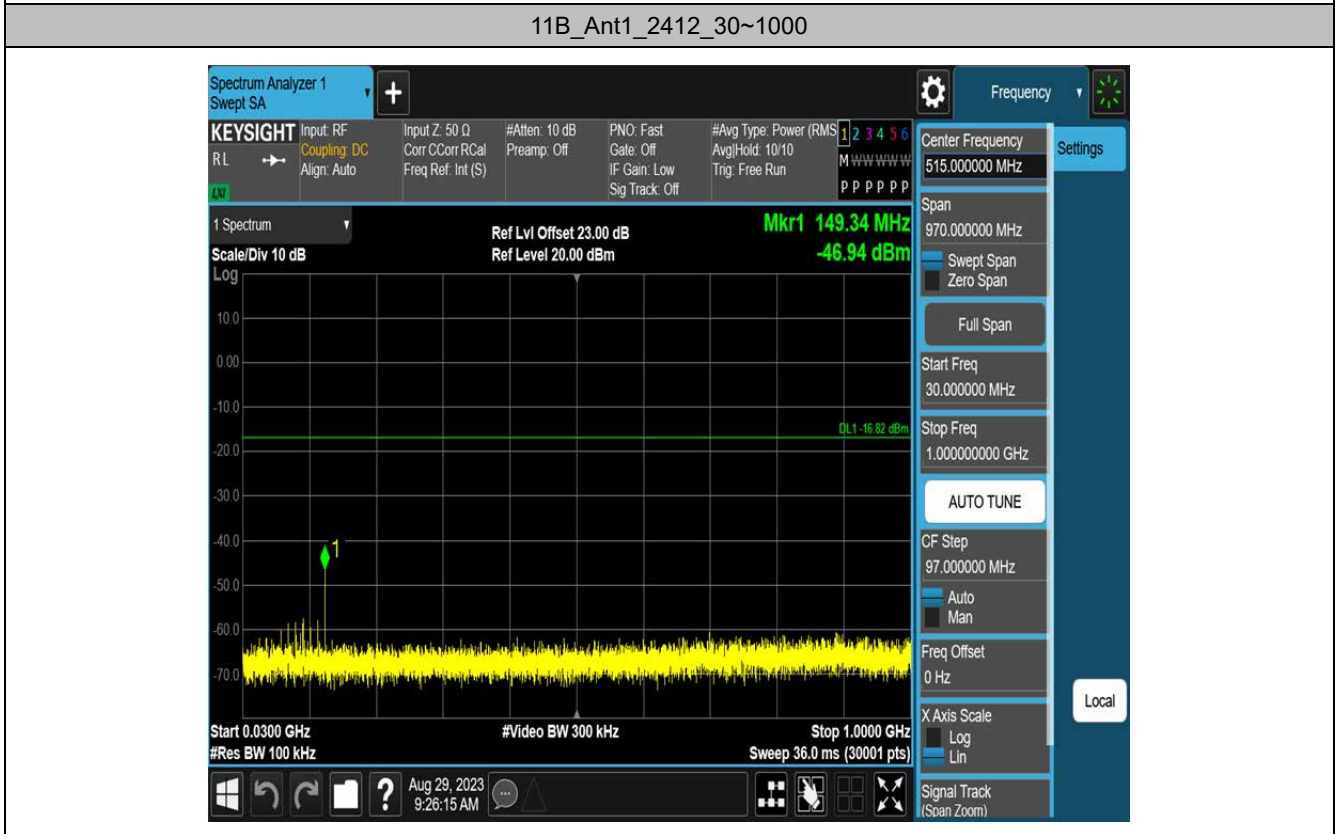 11B_Ant1_2412_30~1000
Spectrum Analyzer 1
Swept SA
+
Frequency
KEYSIGHT
RL
LXI
Input: RF
Coupling: DC
Align: Auto
Input Z: 50 Ω
Corr CCorr RCal
Freq Ref: Int (S)
#Atten: 10 dB
Preamp: Off
PNO: Fast
Gate: Off
IF Gain: Low
Sig Track: Off
#Avg Type: Power (RMS
Avg|Hold: 10/10
Trig: Free Run
1 2 3 4 5 6
M W W W W W
P P P P P P
Center Frequency
515.000000 MHz
Settings
Span
970.000000 MHz
Swept Span
Zero Span
Full Span
Start Freq
30.000000 MHz
Stop Freq
1.000000000 GHz
AUTO TUNE
CF Step
97.000000 MHz
Auto
Man
Freq Offset
0 Hz
X Axis Scale
Log
Lin
Signal Track
(Span Zoom)
Local
1 Spectrum
Scale/Div 10 dB
Log
Ref Lvl Offset 23.00 dB
Ref Level 20.00 dBm
Mkr1 149.34 MHz
-46.94 dBm
10.0
0.00
-10.0
DL1 -16.82 dBm
-20.0
-30.0
-40.0
1
-50.0
-60.0
-70.0
Start 0.0300 GHz
#Res BW 100 kHz
#Video BW 300 kHz
Stop 1.0000 GHz
Sweep 36.0 ms (30001 pts)
?
Aug 29, 2023
9:26:15 AM